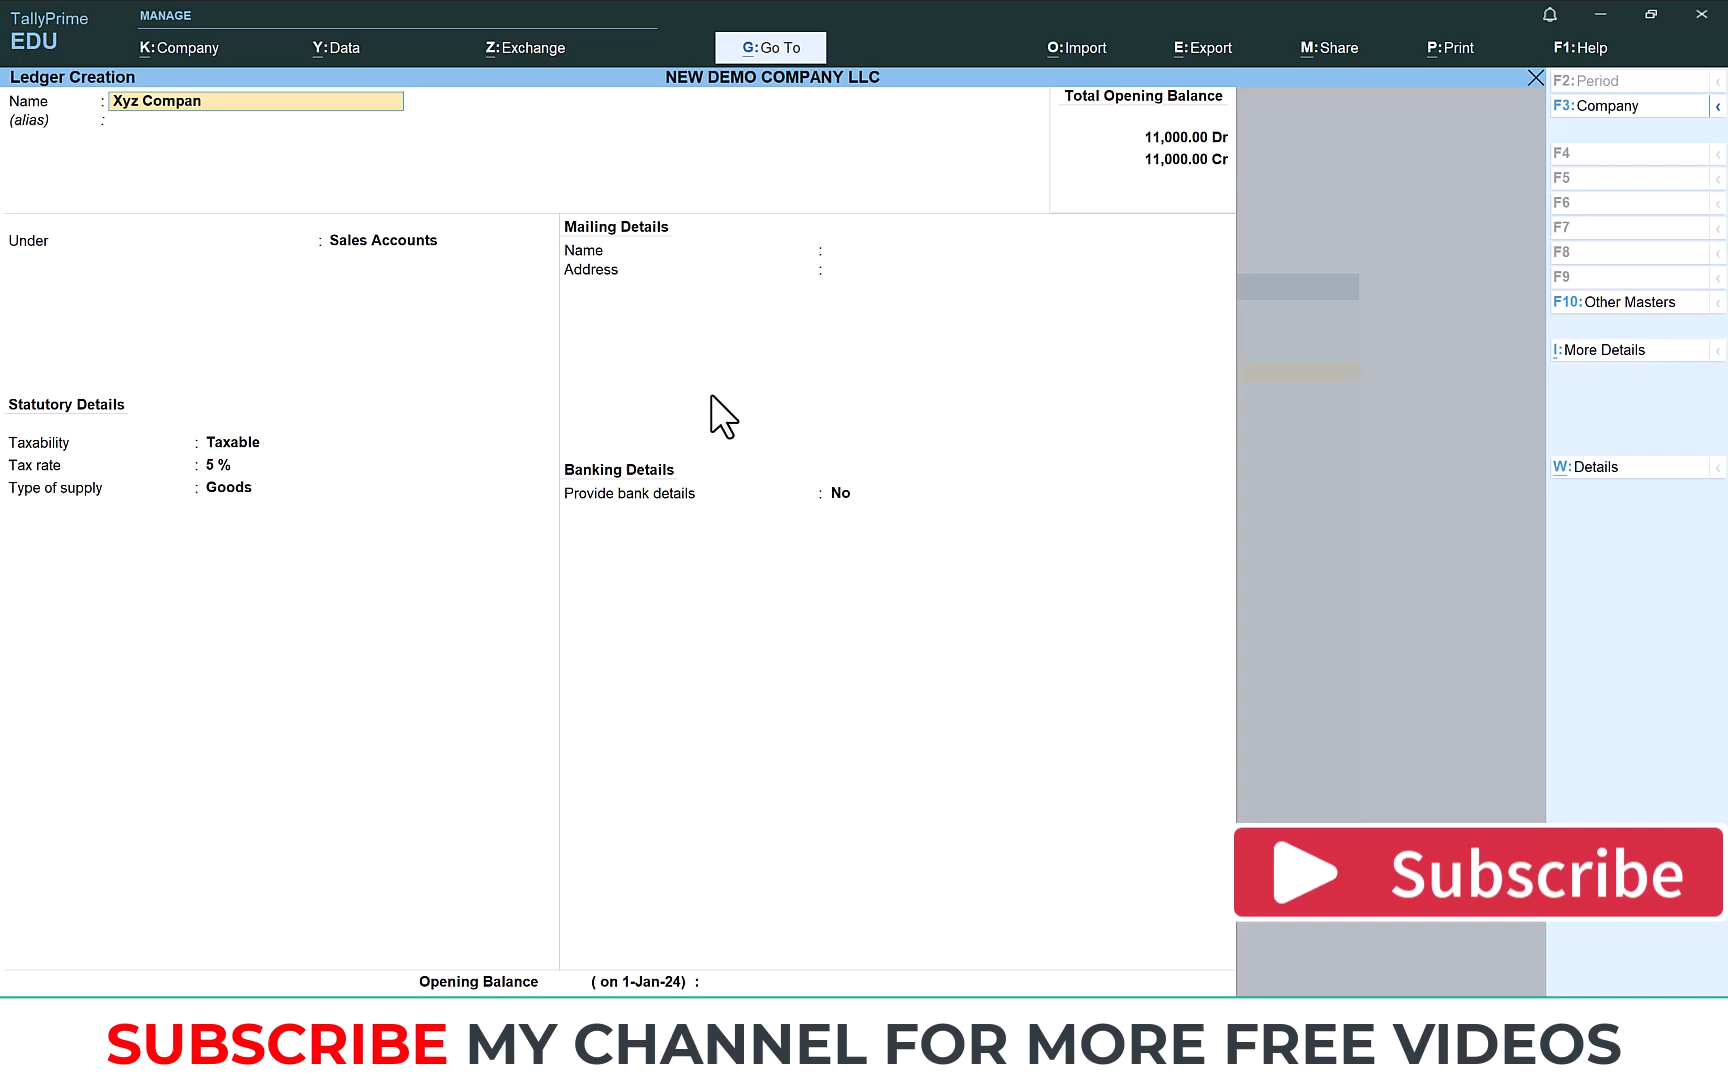 TallyPrime
EDU
MANAGE
K:Company
Y:Data
Z:Exchange
G:Go To
O:Import
E:Export
M:Share
P:Print
F1:Help
Ledger Creation
NEW DEMO COMPANY LLC
Name : Xyz Compan
(alias) :
Total Opening Balance
11,000.00 Dr
11,000.00 Cr
Under : Sales Accounts
Mailing Details
Name :
Address :
Statutory Details
Taxability : Taxable
Tax rate : 5 %
Type of supply : Goods
Banking Details
Provide bank details : No
Opening Balance ( on 1-Jan-24) :
F2:Period
F3:Company
F4
F5
F6
F7
F8
F9
F10:Other Masters
I:More Details
W:Details
Subscribe
SUBSCRIBE MY CHANNEL FOR MORE FREE VIDEOS